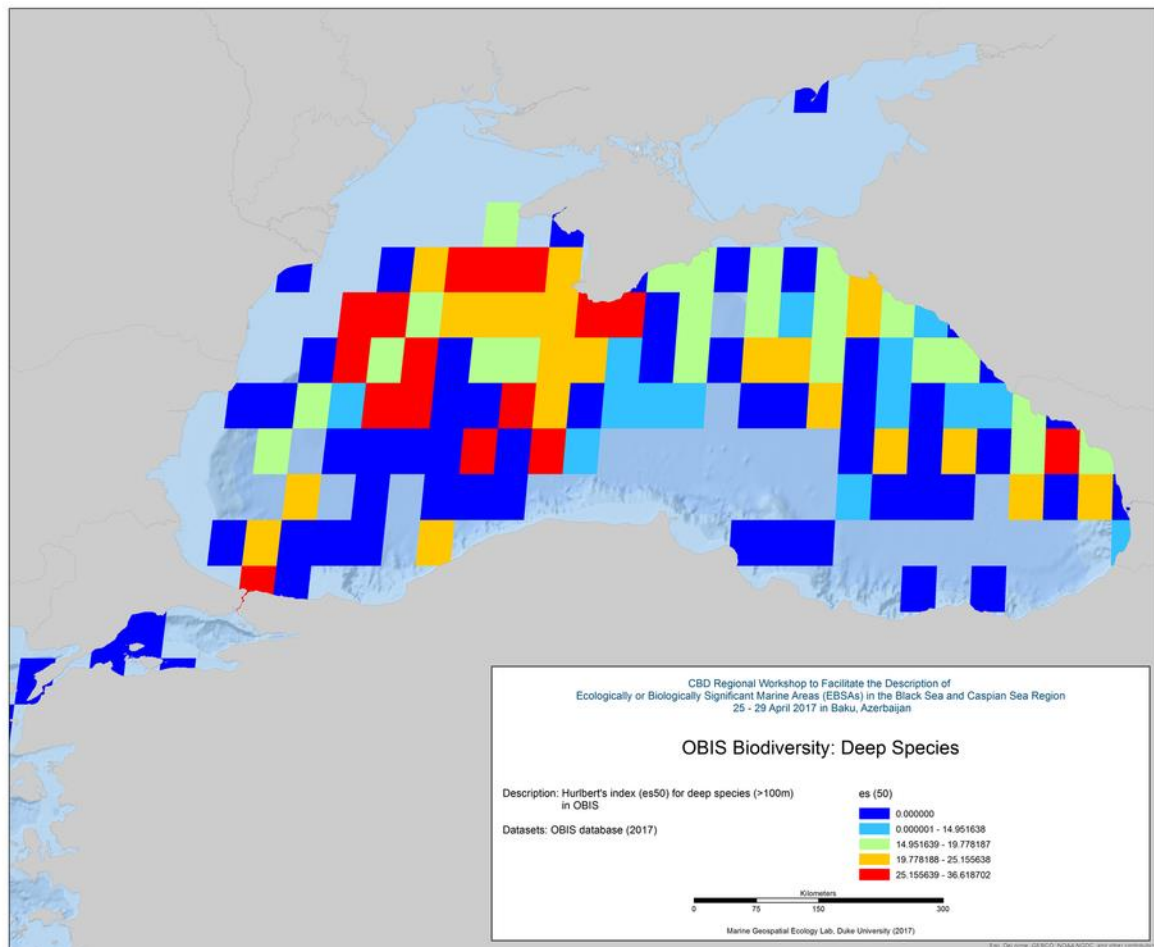 CBD Regional Workshop to Facilitate the Description of
Ecologically or Biologically Significant Marine Areas (EBSAs) in the Black Sea and Caspian Sea Region
25 - 29 April 2017 in Baku, Azerbaijan
OBIS Biodiversity: Deep Species
Description: Hurlbert's index (es50) for deep species (>100m)
in OBIS
Datasets: OBIS database (2017)
es (50)
0.000000
0.000001 - 14.951638
14.951639 - 19.778187
19.778188 - 25.155638
25.155639 - 36.618702
Kilometers
0 75 150 300
Marine Geospatial Ecology Lab, Duke University (2017)